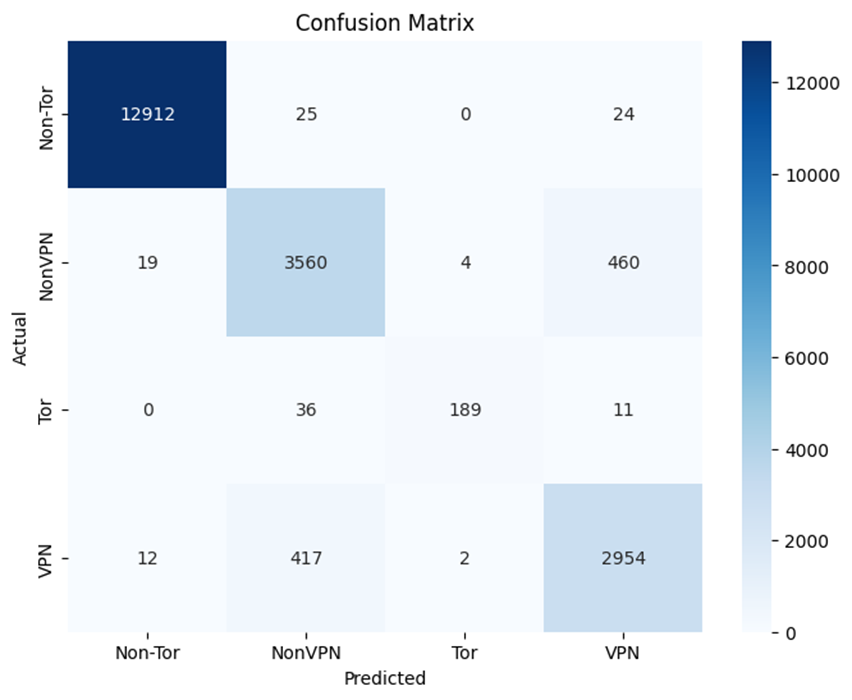 Confusion Matrix
Actual
Non-Tor
12912 25 0 24
NonVPN
19 3560 4 460
Tor
0 36 189 11
VPN
12 417 2 2954
Non-Tor NonVPN Tor VPN
Predicted
12000
10000
8000
6000
4000
2000
0